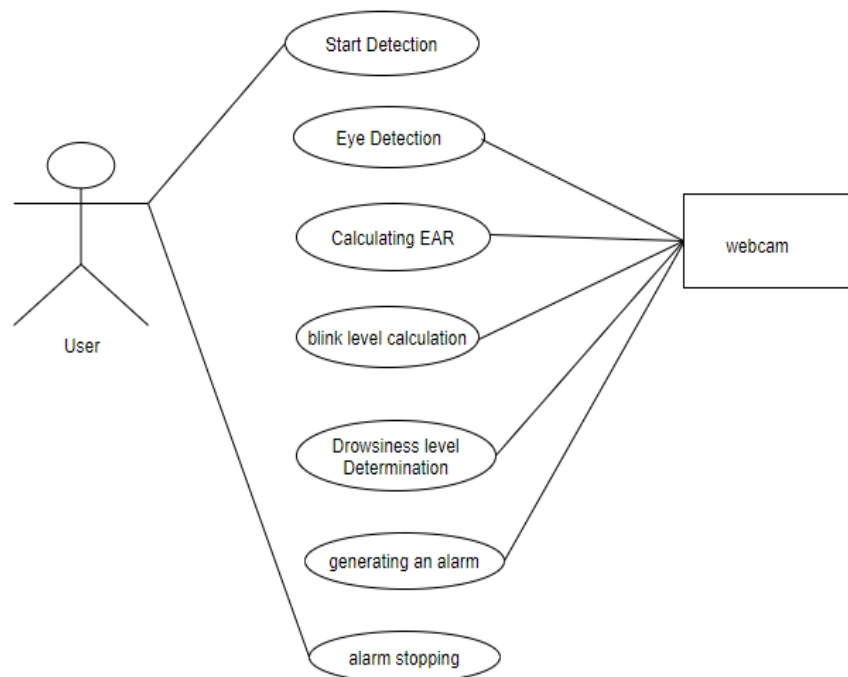 Start Detection
Eye Detection
Calculating EAR
webcam
blink level calculation
User
Drowsiness level
Determination
generating an alarm
alarm stopping